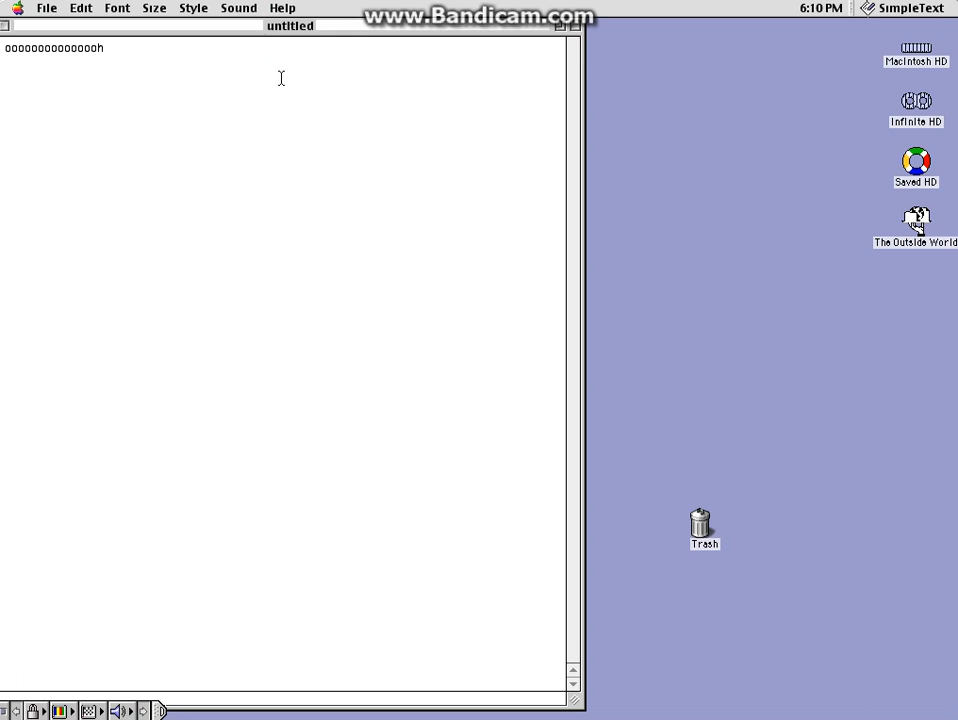 File Edit Font Size Style Sound Help
www.Bandicam.com
6:10 PM SimpleText
untitled
oooooooooooooooh
Macintosh HD
Infinite HD
Saved HD
The Outside World
Trash